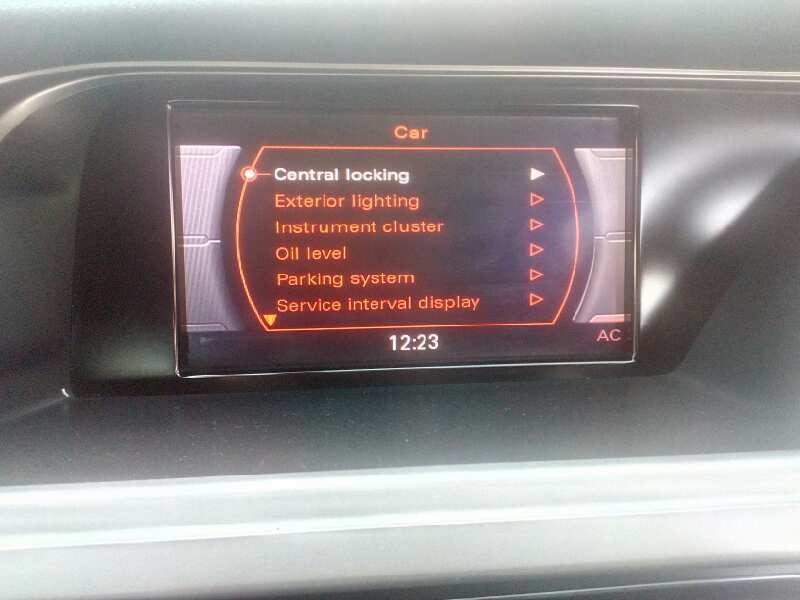 Car
Central locking
Exterior lighting
Instrument cluster
Oil level
Parking system
Service interval display
12:23
AC